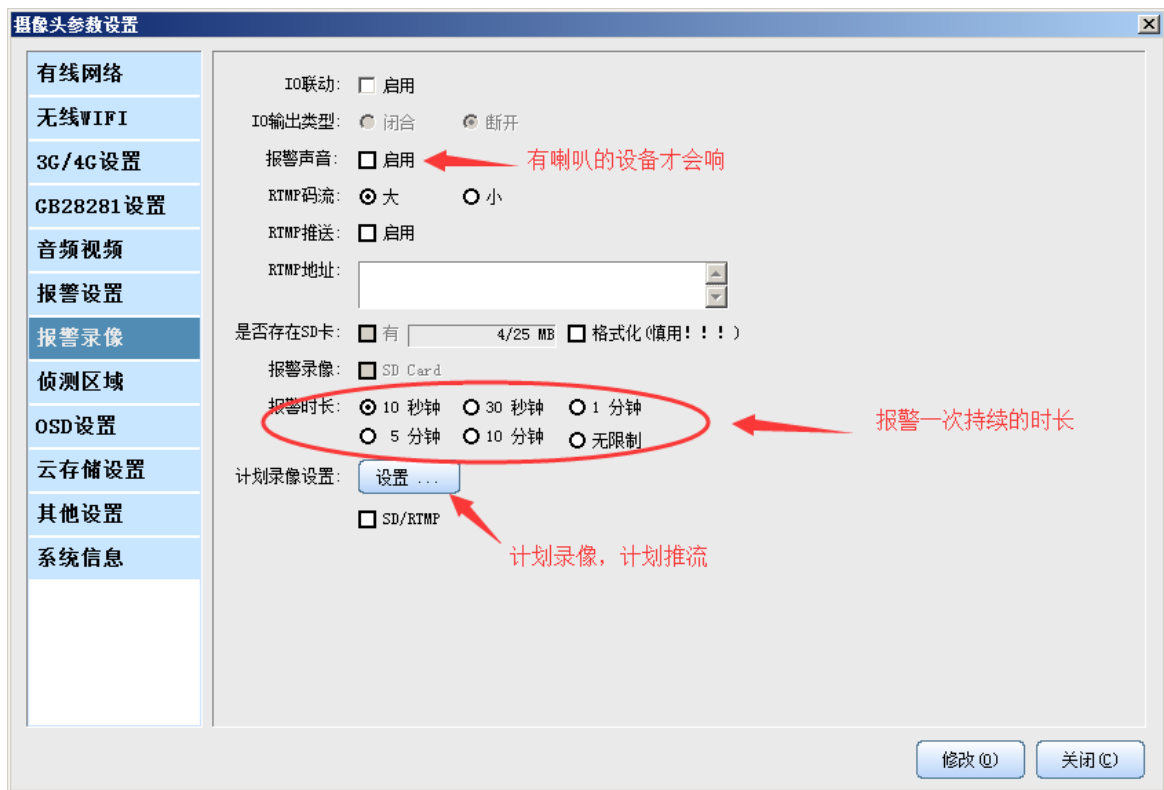 摄像头参数设置
有线网络
无线WIFI
3G/4G设置
GB28281设置
音频视频
报警设置
报警录像
侦测区域
OSD设置
云存储设置
其他设置
系统信息
IO联动: 启用
IO输出类型: 闭合 断开
报警声音: 启用 有喇叭的设备才会响
RTMP码流: 大 小
RTMP推送: 启用
RTMP地址:
是否存在SD卡: 有 4/25 MB 格式化(慎用!!!)
报警录像: SD Card
报警时长: 10 秒钟 30 秒钟 1 分钟
5 分钟 10 分钟 无限制
报警一次持续的时长
计划录像设置: 设置 ...
SD/RTMP
计划录像，计划推流
修改(O) 关闭(C)